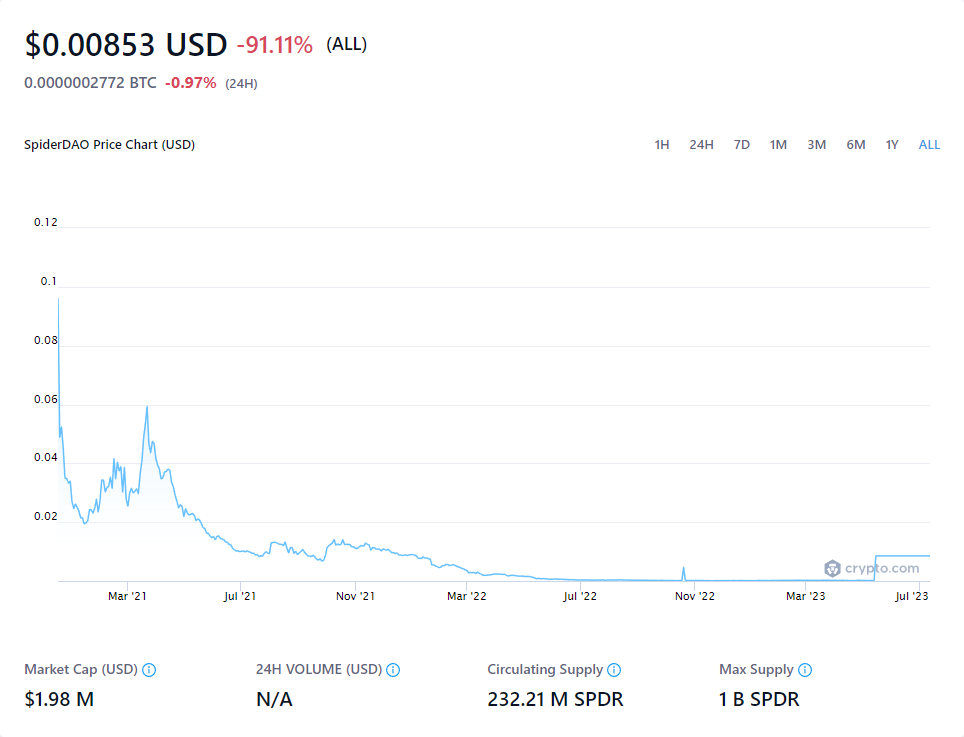 $0.00853 USD -91.11% (ALL)
0.0000002772 BTC -0.97% (24H)
SpiderDAO Price Chart (USD) 1H 24H 7D 1M 3M 6M 1Y ALL
0.12
0.1
0.08
0.06
0.04
0.02
crypto.com
Mar '21 Jul '21 Nov '21 Mar '22 Jul '22 Nov '22 Mar '23 Jul '23
Market Cap (USD) 24H VOLUME (USD) Circulating Supply Max Supply
$1.98 M N/A 232.21 M SPDR 1 B SPDR